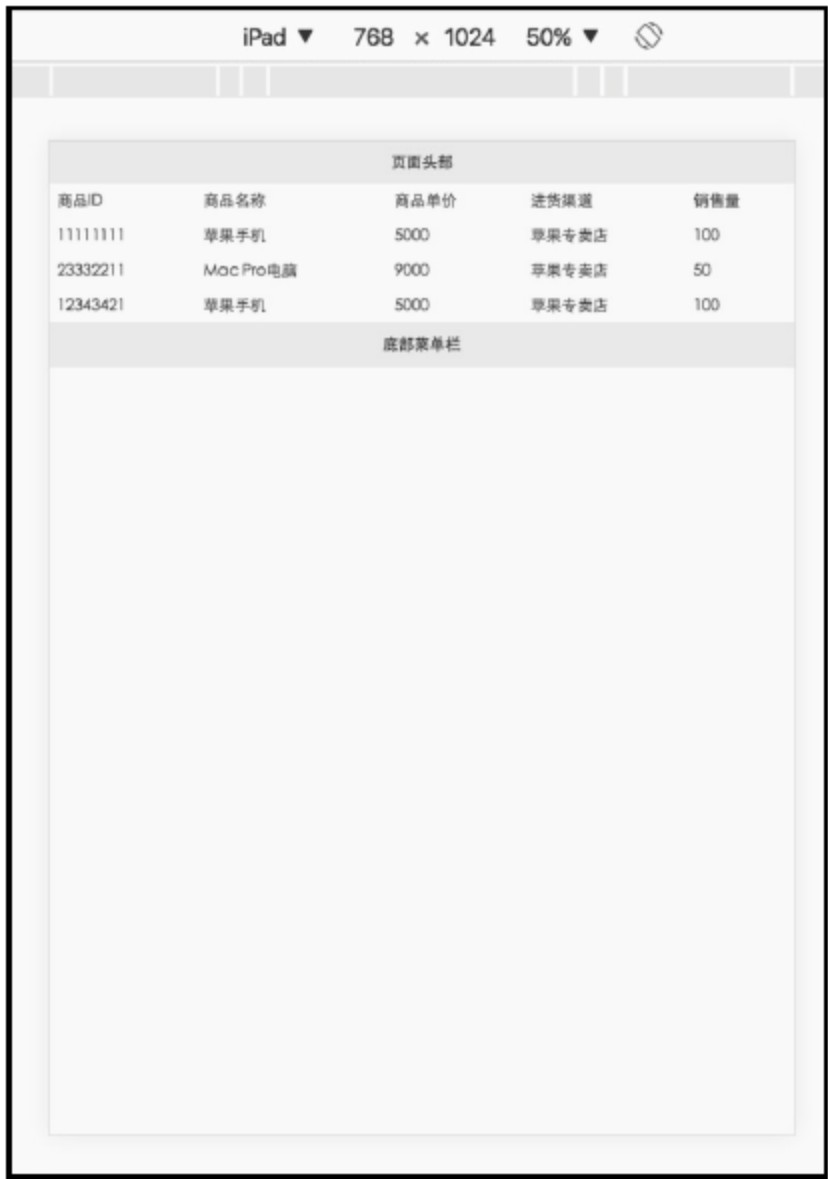 iPad ▼ 768 × 1024 50% ▼
页面头部
商品ID 商品名称 商品单价 进货渠道 销售量
11111111 苹果手机 5000 苹果专卖店 100
23332211 Mac Pro电脑 9000 苹果专卖店 50
12343421 苹果手机 5000 苹果专卖店 100
底部菜单栏